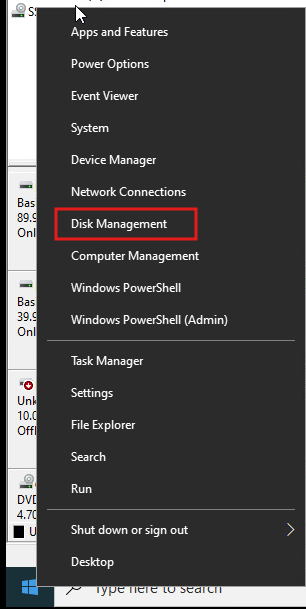 Apps and Features
Power Options
Event Viewer
System
Device Manager
Network Connections
Disk Management
Computer Management
Windows PowerShell
Windows PowerShell (Admin)
Task Manager
Settings
File Explorer
Search
Run
Shut down or sign out
Desktop
Bas
89.9
Onl
Bas
39.9
Onl
Unk
10.0
Offl
DVD
4.70
Type here to search